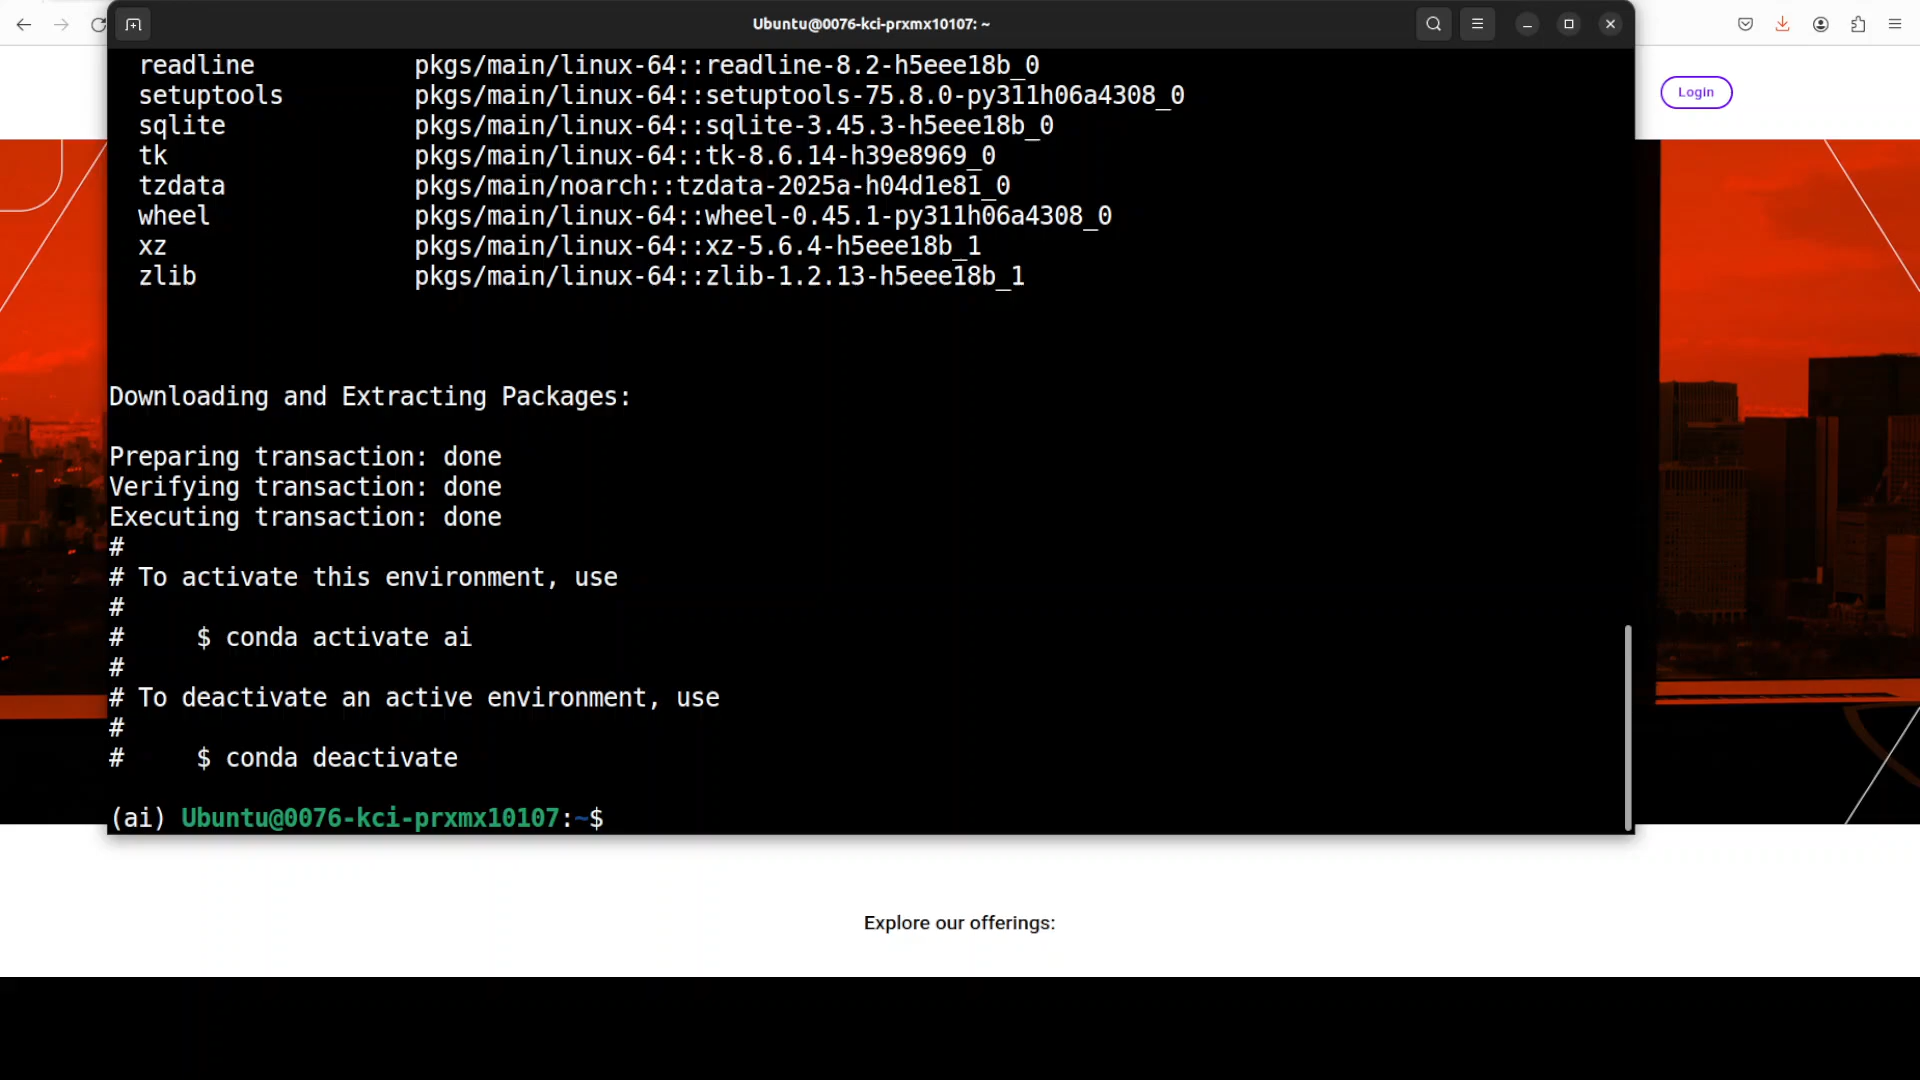 Ubuntu@0076-kci-prxmx10107: ~
Login
readline pkgs/main/linux-64::readline-8.2-h5eee18b_0
setuptools pkgs/main/linux-64::setuptools-75.8.0-py311h06a4308_0
sqlite pkgs/main/linux-64::sqlite-3.45.3-h5eee18b_0
tk pkgs/main/linux-64::tk-8.6.14-h39e8969_0
tzdata pkgs/main/noarch::tzdata-2025a-h04d1e81_0
wheel pkgs/main/linux-64::wheel-0.45.1-py311h06a4308_0
xz pkgs/main/linux-64::xz-5.6.4-h5eee18b_1
zlib pkgs/main/linux-64::zlib-1.2.13-h5eee18b_1
Downloading and Extracting Packages:
Preparing transaction: done
Verifying transaction: done
Executing transaction: done
#
# To activate this environment, use
#
# $ conda activate ai
#
# To deactivate an active environment, use
#
# $ conda deactivate
(ai) Ubuntu@0076-kci-prxmx10107:~$
Explore our offerings: